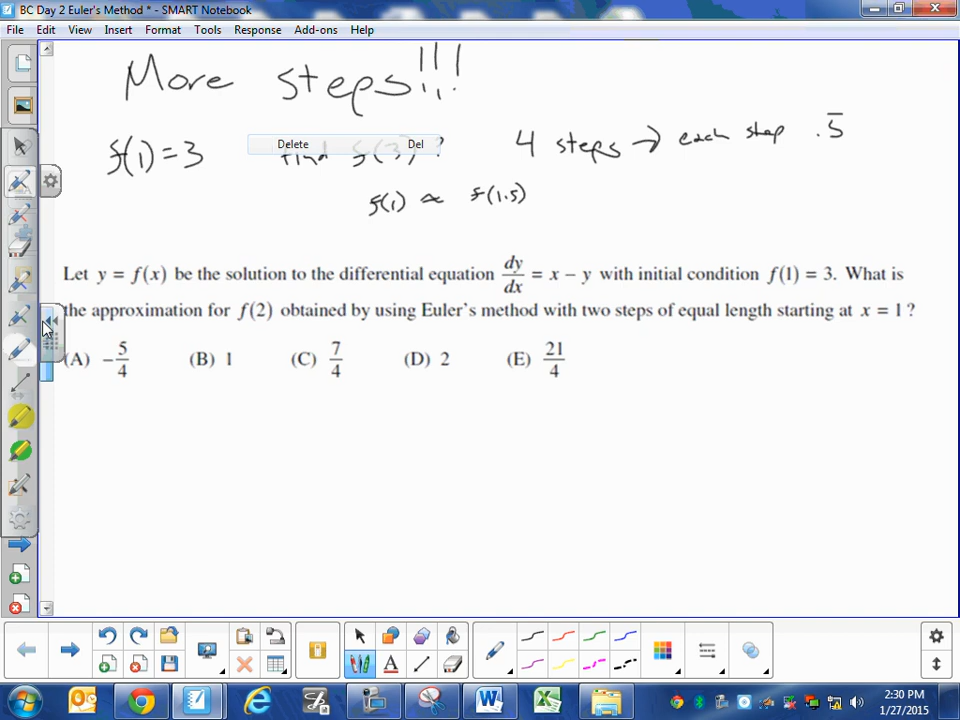 BC Day 2 Euler's Method * - SMART Notebook
File Edit View Insert Format Tools Response Add-ons Help
More steps!!!
f(1) = 3 find f(3)? 4 steps → each step .5
Delete Del
f(1) ≈ f(1.5)
Let y = f(x) be the solution to the differential equation dy/dx = x − y with initial condition f(1) = 3. What is
the approximation for f(2) obtained by using Euler's method with two steps of equal length starting at x = 1 ?
(A) −5/4 (B) 1 (C) 7/4 (D) 2 (E) 21/4
2:30 PM
1/27/2015